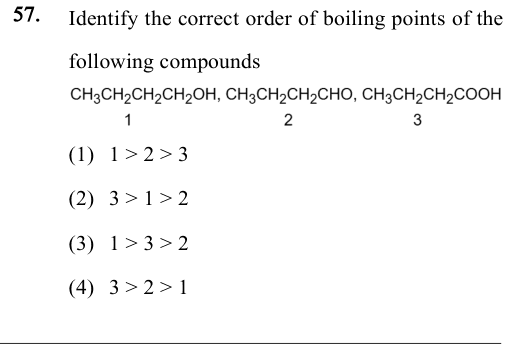 57. Identify the correct order of boiling points of the
following compounds
CH₃CH₂CH₂CH₂OH, CH₃CH₂CH₂CHO, CH₃CH₂CH₂COOH
1 2 3
(1) 1 > 2 > 3
(2) 3 > 1 > 2
(3) 1 > 3 > 2
(4) 3 > 2 > 1